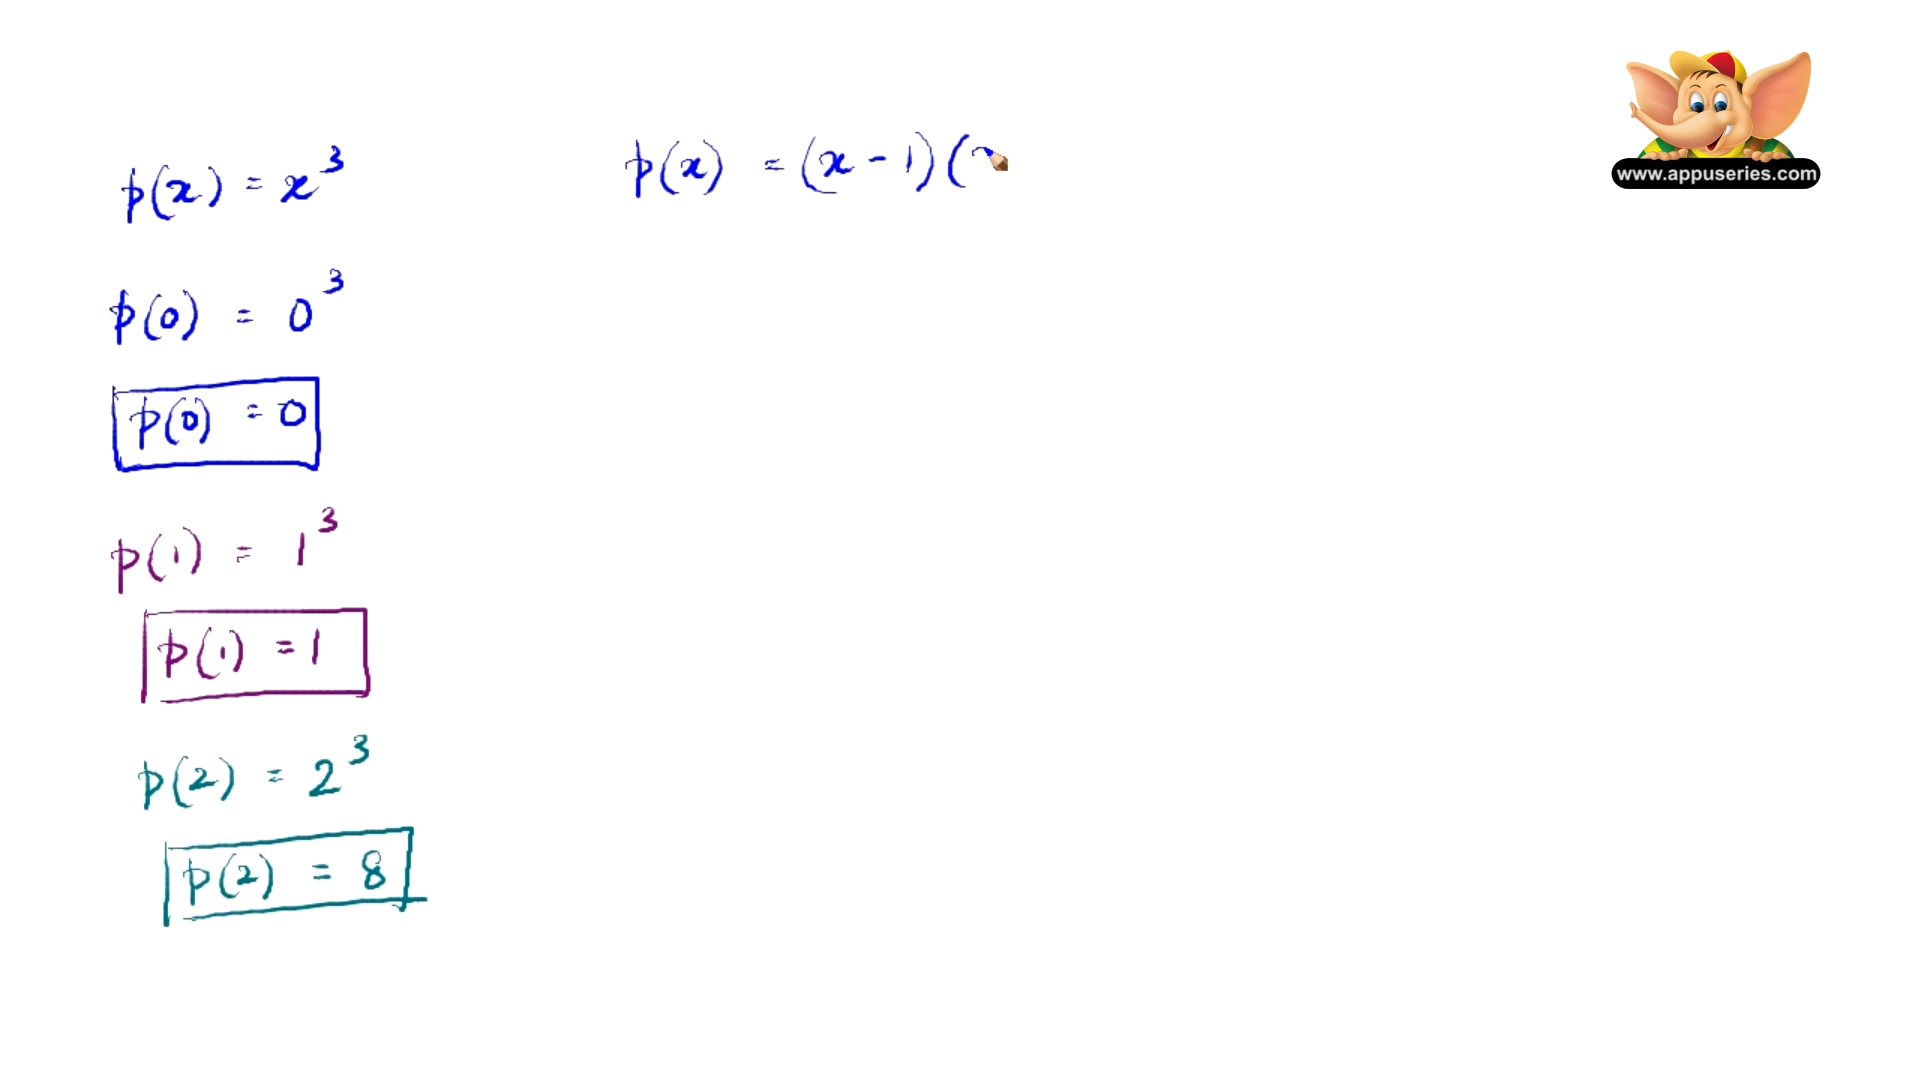 p(x) = x³
p(0) = 0³
p(0) = 0
p(1) = 1³
p(1) = 1
p(2) = 2³
p(2) = 8
p(x) = (x - 1)(
www.appuseries.com